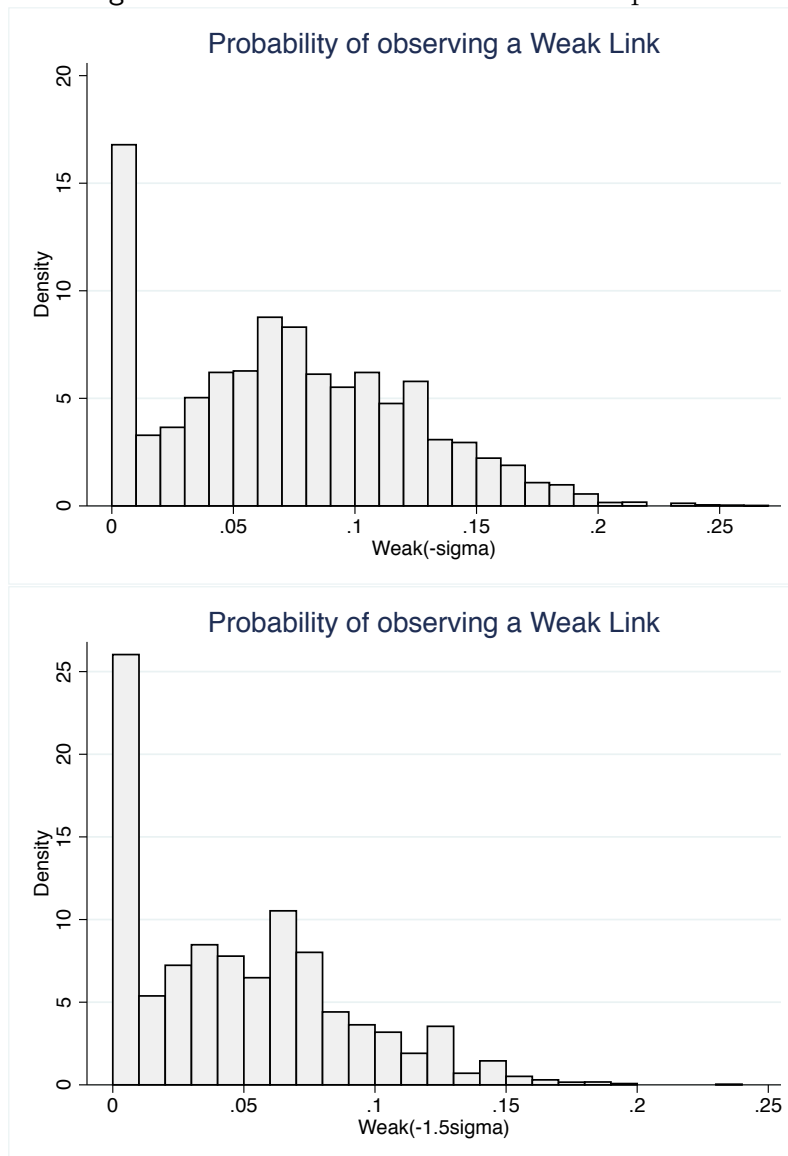 Probability of observing a Weak Link
20
15
10
5
0
Density
0 .05 .1 .15 .2 .25
Weak(-sigma)
Probability of observing a Weak Link
25
20
15
10
5
0
Density
0 .05 .1 .15 .2 .25
Weak(-1.5sigma)